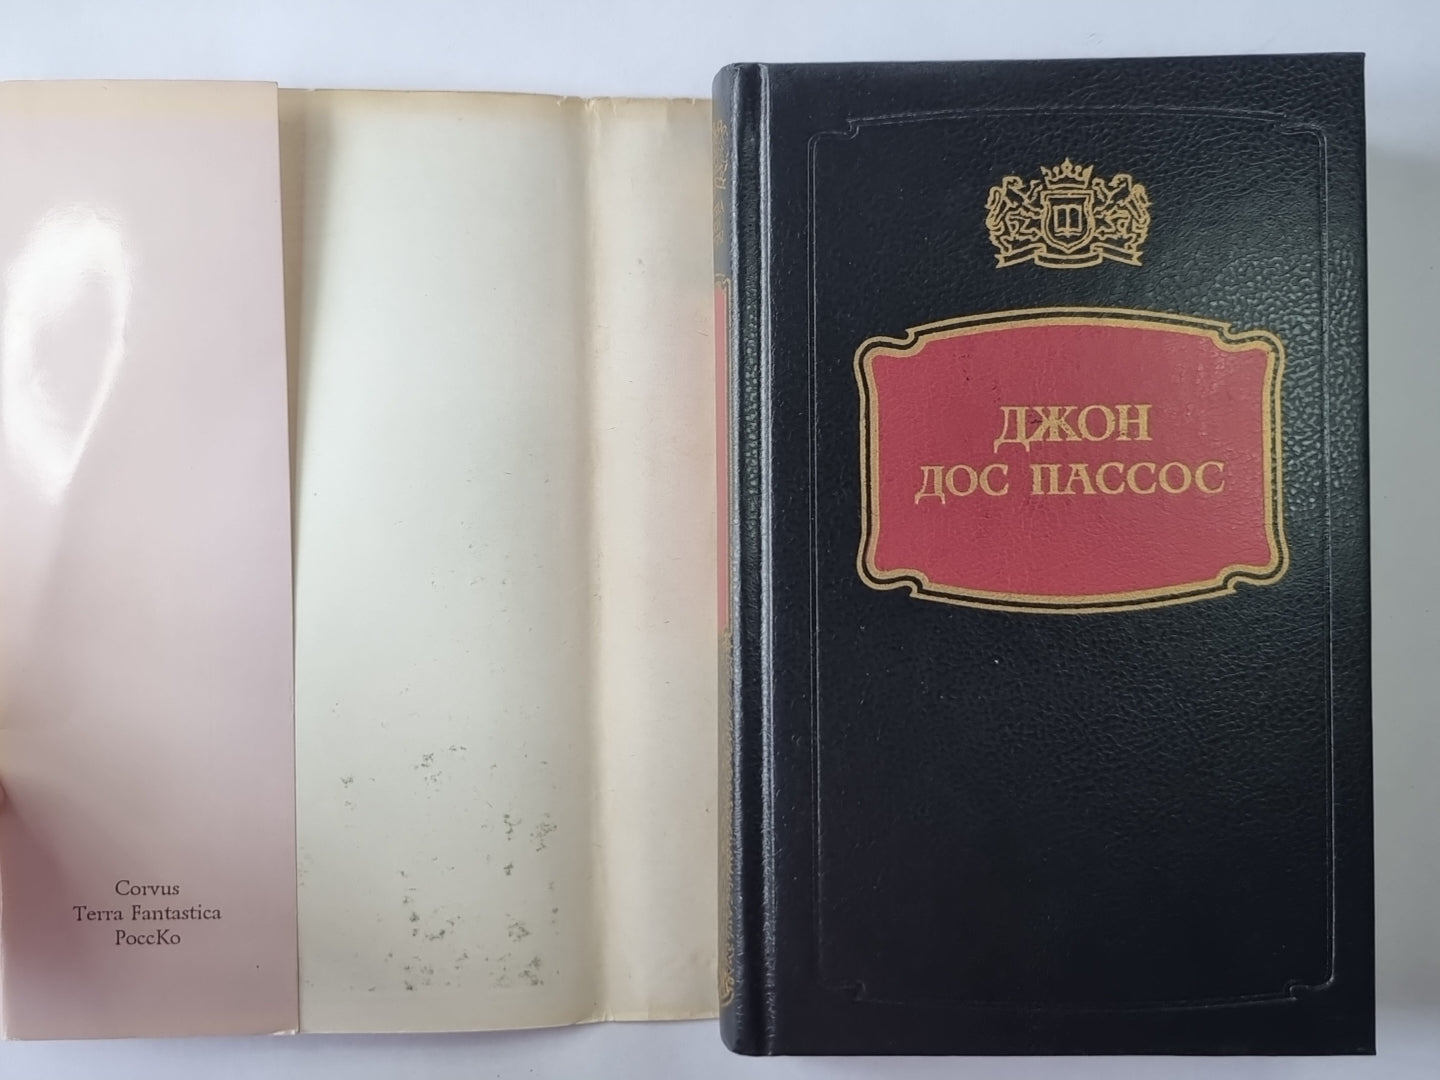 Corvus
Terra Fantastica
РоссКо
ДЖОН
ДОС ПАССОС